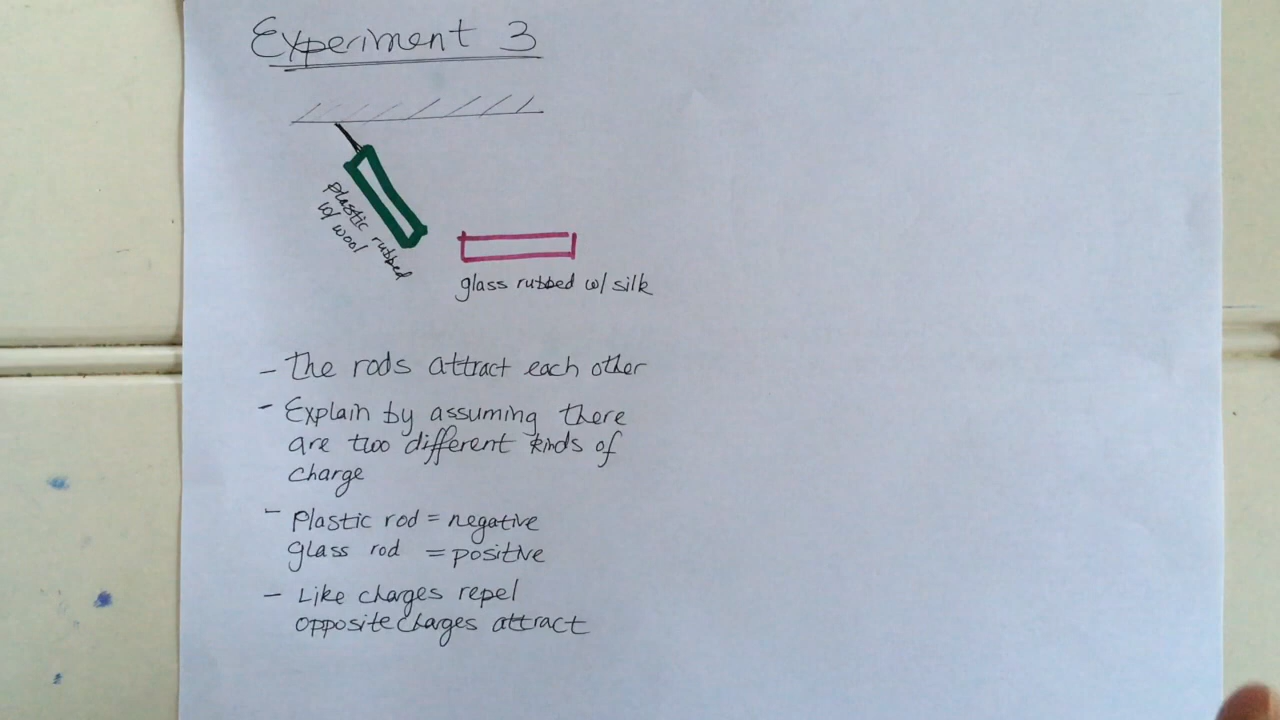 Experiment 3
plastic rubbed
w/ wool
glass rubbed w/ silk
- The rods attract each other
- Explain by assuming there
are two different kinds of
charge
- Plastic rod = negative
glass rod = positive
- Like charges repel
opposite charges attract